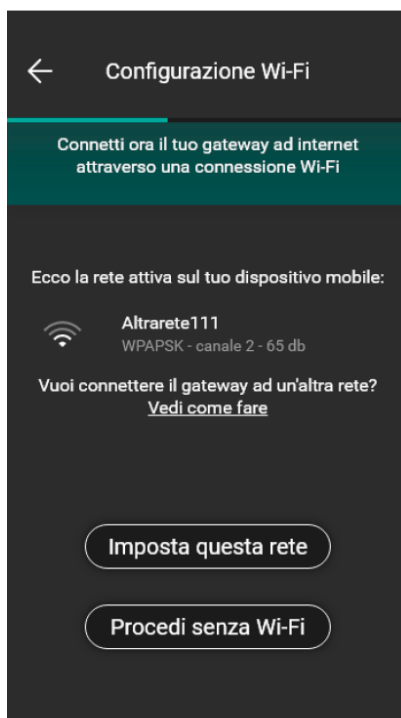 Configurazione Wi-Fi
Connetti ora il tuo gateway ad internet
attraverso una connessione Wi-Fi
Ecco la rete attiva sul tuo dispositivo mobile:
Altrarete111
WPAPSK - canale 2 - 65 db
Vuoi connettere il gateway ad un'altra rete?
Vedi come fare
Imposta questa rete
Procedi senza Wi-Fi